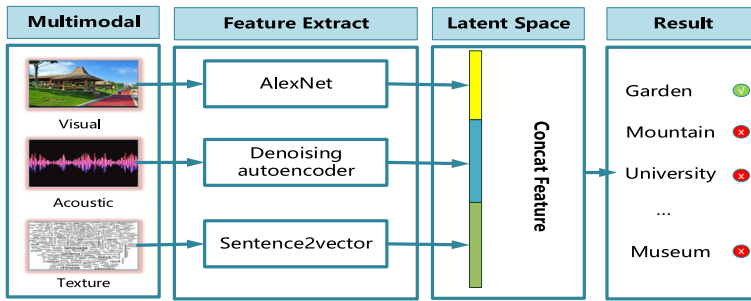 Multimodal
Feature Extract
Latent Space
Result
Visual
Acoustic
Texture
AlexNet
Denoising
autoencoder
Sentence2vector
Concat Feature
Garden
Mountain
University
...
Museum